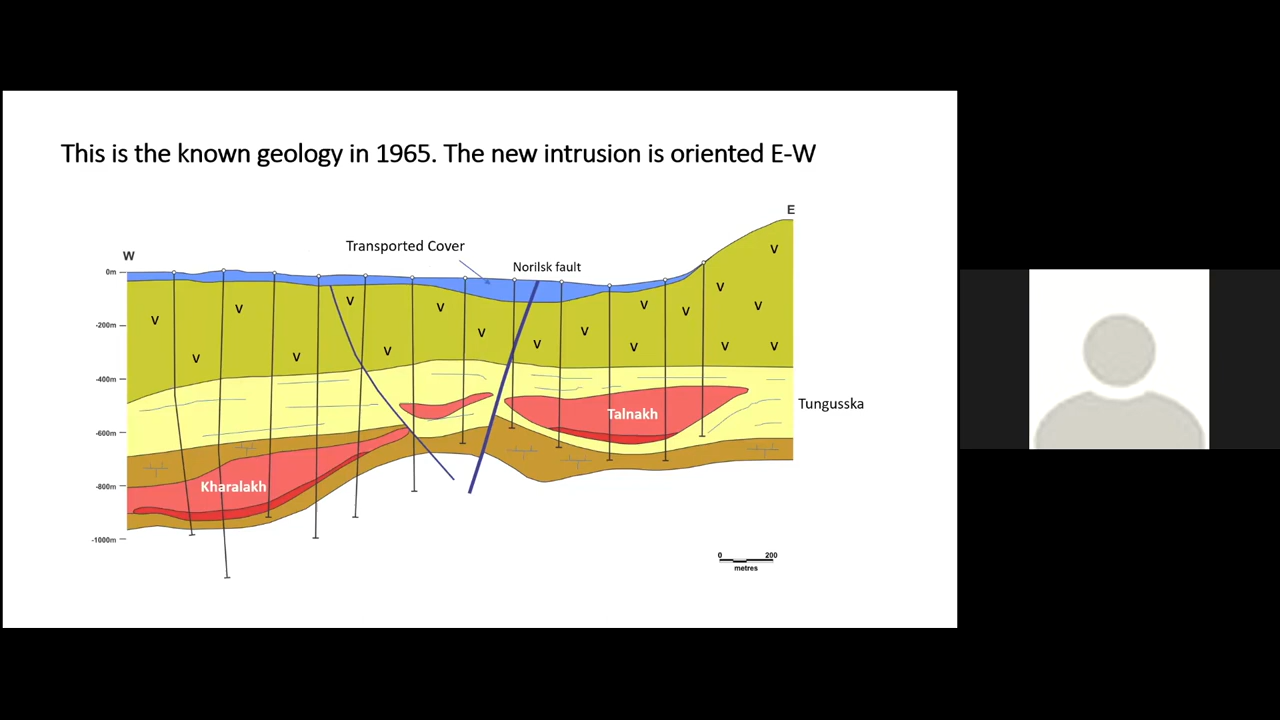 This is the known geology in 1965. The new intrusion is oriented E-W
E
W
Transported Cover
Norilsk fault
0m
V
V
V
V
V
V
V
V
V
V
V
V
-200m
V
V
V
V
V
V
V
-400m
Tungusska
Talnakh
-600m
Kharalakh
-800m
-1000m
0 200
metres